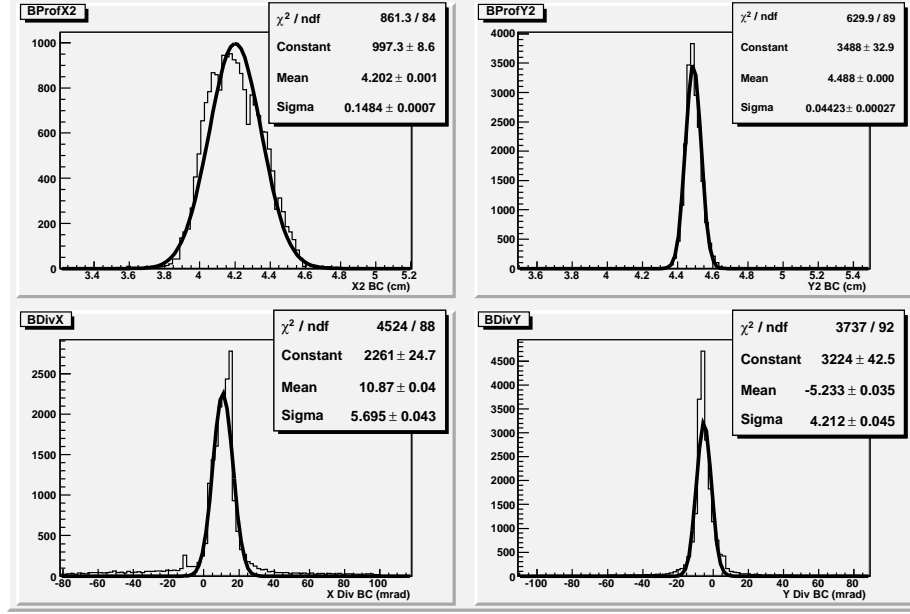 BProfX2
χ² / ndf 861.3 / 84
Constant 997.3 ± 8.6
Mean 4.202 ± 0.001
Sigma 0.1484 ± 0.0007
1000
800
600
400
200
0
3.4 3.6 3.8 4 4.2 4.4 4.6 4.8 5 5.2
X2 BC (cm)
BProfY2
χ² / ndf 629.9 / 89
Constant 3488 ± 32.9
Mean 4.488 ± 0.000
Sigma 0.04423 ± 0.00027
4000
3500
3000
2500
2000
1500
1000
500
0
3.6 3.8 4 4.2 4.4 4.6 4.8 5 5.2 5.4
Y2 BC (cm)
BDivX
χ² / ndf 4524 / 88
Constant 2261 ± 24.7
Mean 10.87 ± 0.04
Sigma 5.695 ± 0.043
2500
2000
1500
1000
500
0
-80 -60 -40 -20 0 20 40 60 80 100
X Div BC (mrad)
BDivY
χ² / ndf 3737 / 92
Constant 3224 ± 42.5
Mean -5.233 ± 0.035
Sigma 4.212 ± 0.045
4500
4000
3500
3000
2500
2000
1500
1000
500
0
-100 -80 -60 -40 -20 0 20 40 60 80
Y Div BC (mrad)